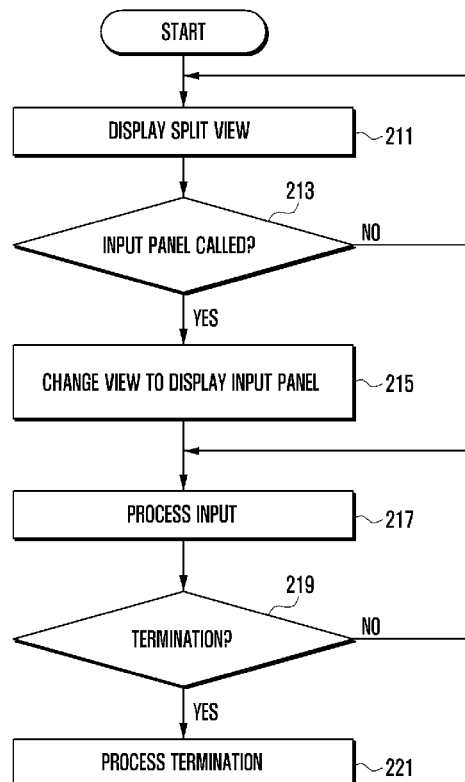 START
DISPLAY SPLIT VIEW
211
213
INPUT PANEL CALLED?
NO
YES
CHANGE VIEW TO DISPLAY INPUT PANEL
215
PROCESS INPUT
217
219
TERMINATION?
NO
YES
PROCESS TERMINATION
221